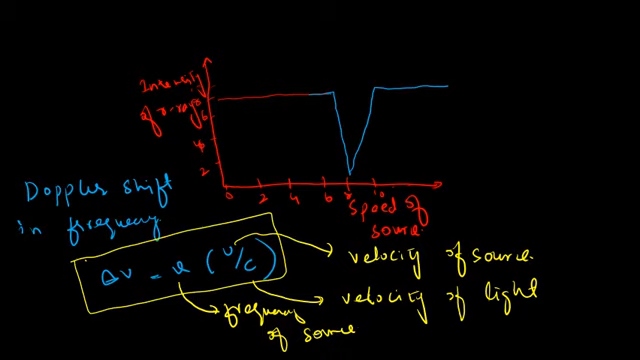 Intensity
of γ-rays
6
4
2
0 2 4 6 8 10
Speed of
source
Doppler shift
in frequency
Δν = ν (v/c)
velocity of source
velocity of light
frequency
of source